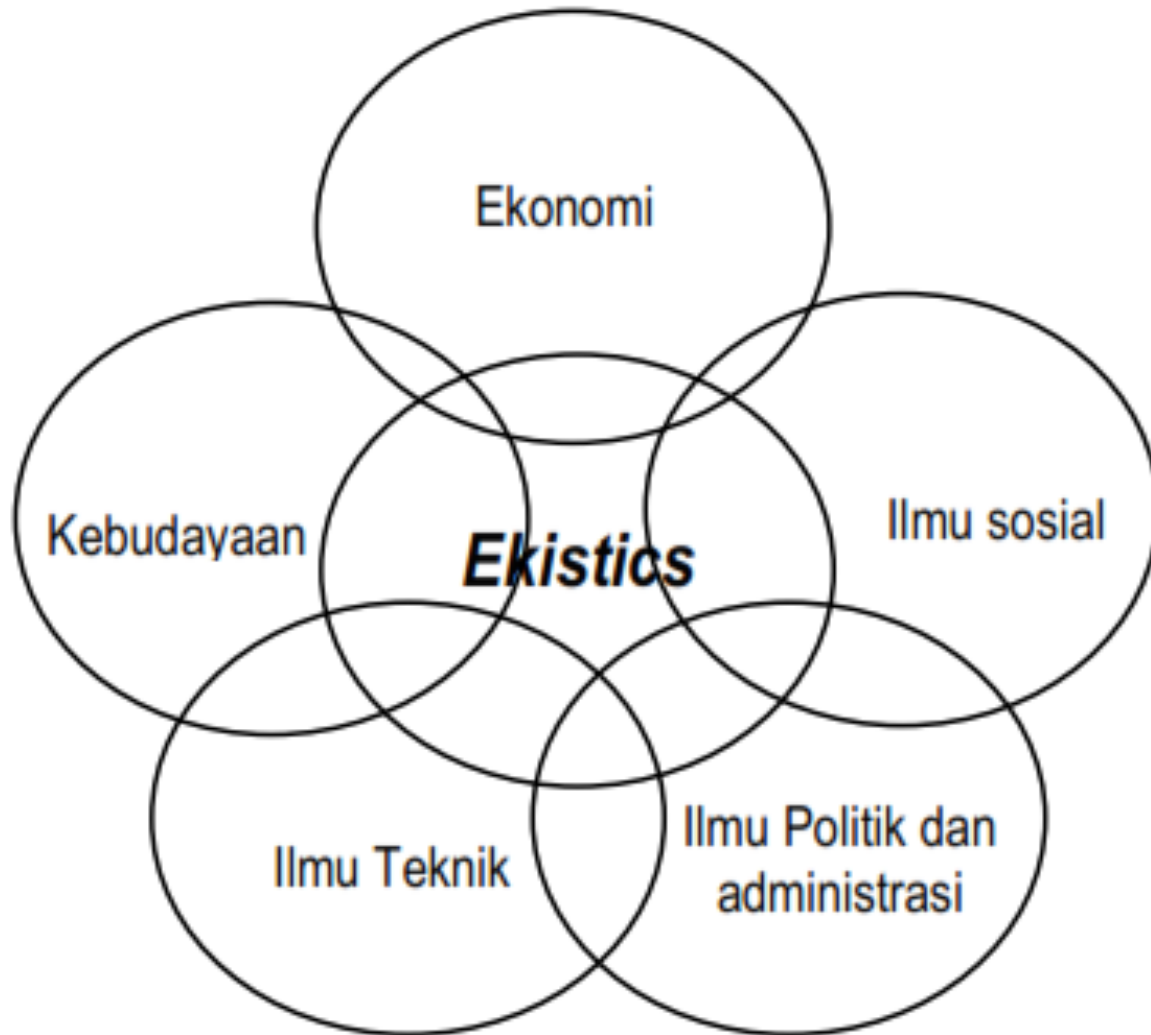 Ekonomi
Kebudayaan
Ilmu sosial
Ekistics
Ilmu Teknik
Ilmu Politik dan
administrasi